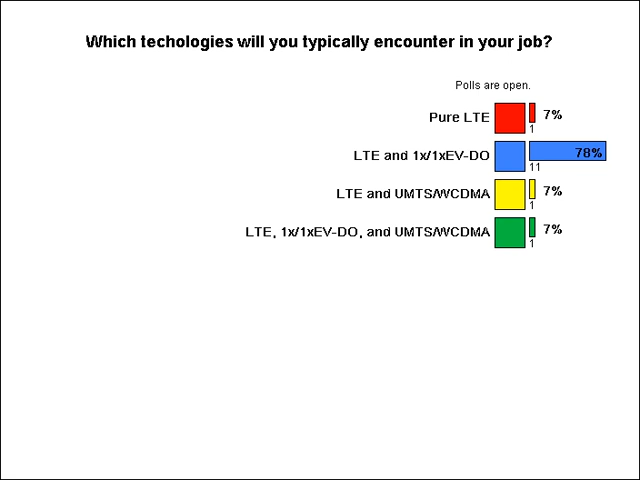 Which techologies will you typically encounter in your job?
Polls are open.
Pure LTE 7%
1
LTE and 1x/1xEV-DO 78%
11
LTE and UMTS/WCDMA 7%
1
LTE, 1x/1xEV-DO, and UMTS/WCDMA 7%
1